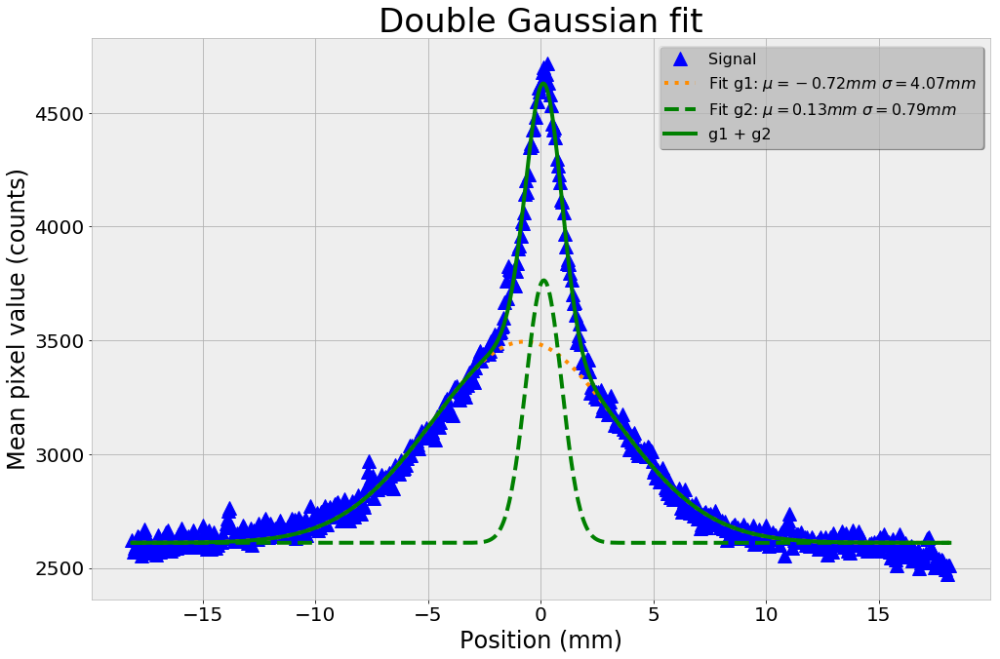 Double Gaussian fit
Signal
Fit g1: μ = −0.72mm σ = 4.07mm
Fit g2: μ = 0.13mm σ = 0.79mm
g1 + g2
Mean pixel value (counts)
4500
4000
3500
3000
2500
−15 −10 −5 0 5 10 15
Position (mm)